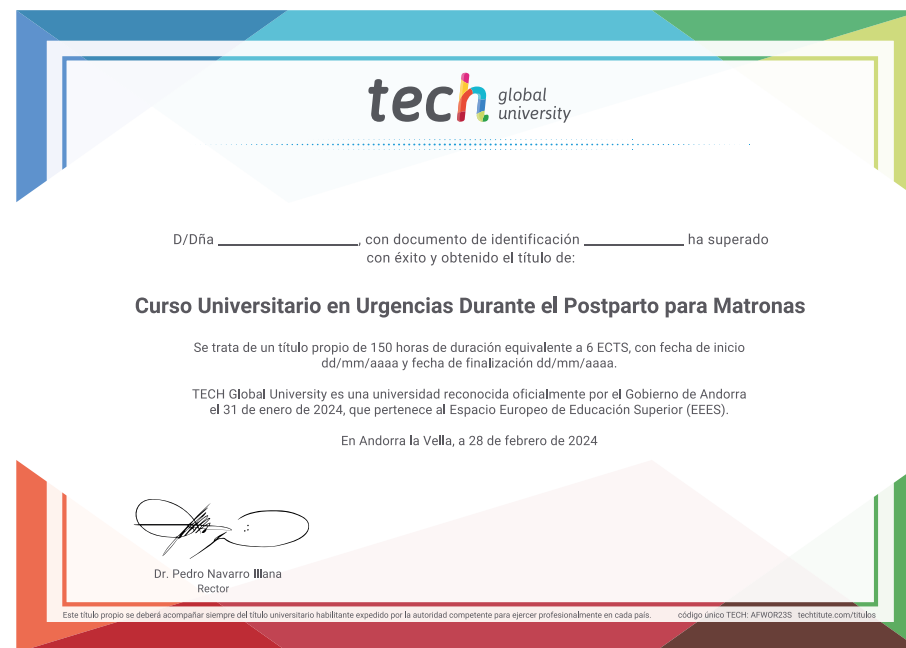 tech global university
D/Dña ____________________, con documento de identificación ______________ ha superado
con éxito y obtenido el título de:
Curso Universitario en Urgencias Durante el Postparto para Matronas
Se trata de un título propio de 150 horas de duración equivalente a 6 ECTS, con fecha de inicio
dd/mm/aaaa y fecha de finalización dd/mm/aaaa.
TECH Global University es una universidad reconocida oficialmente por el Gobierno de Andorra
el 31 de enero de 2024, que pertenece al Espacio Europeo de Educación Superior (EEES).
En Andorra la Vella, a 28 de febrero de 2024
Dr. Pedro Navarro Illana
Rector
Este título propio se deberá acompañar siempre del título universitario habilitante expedido por la autoridad competente para ejercer profesionalmente en cada país. código único TECH: AFWOR23S techtitute.com/titulos